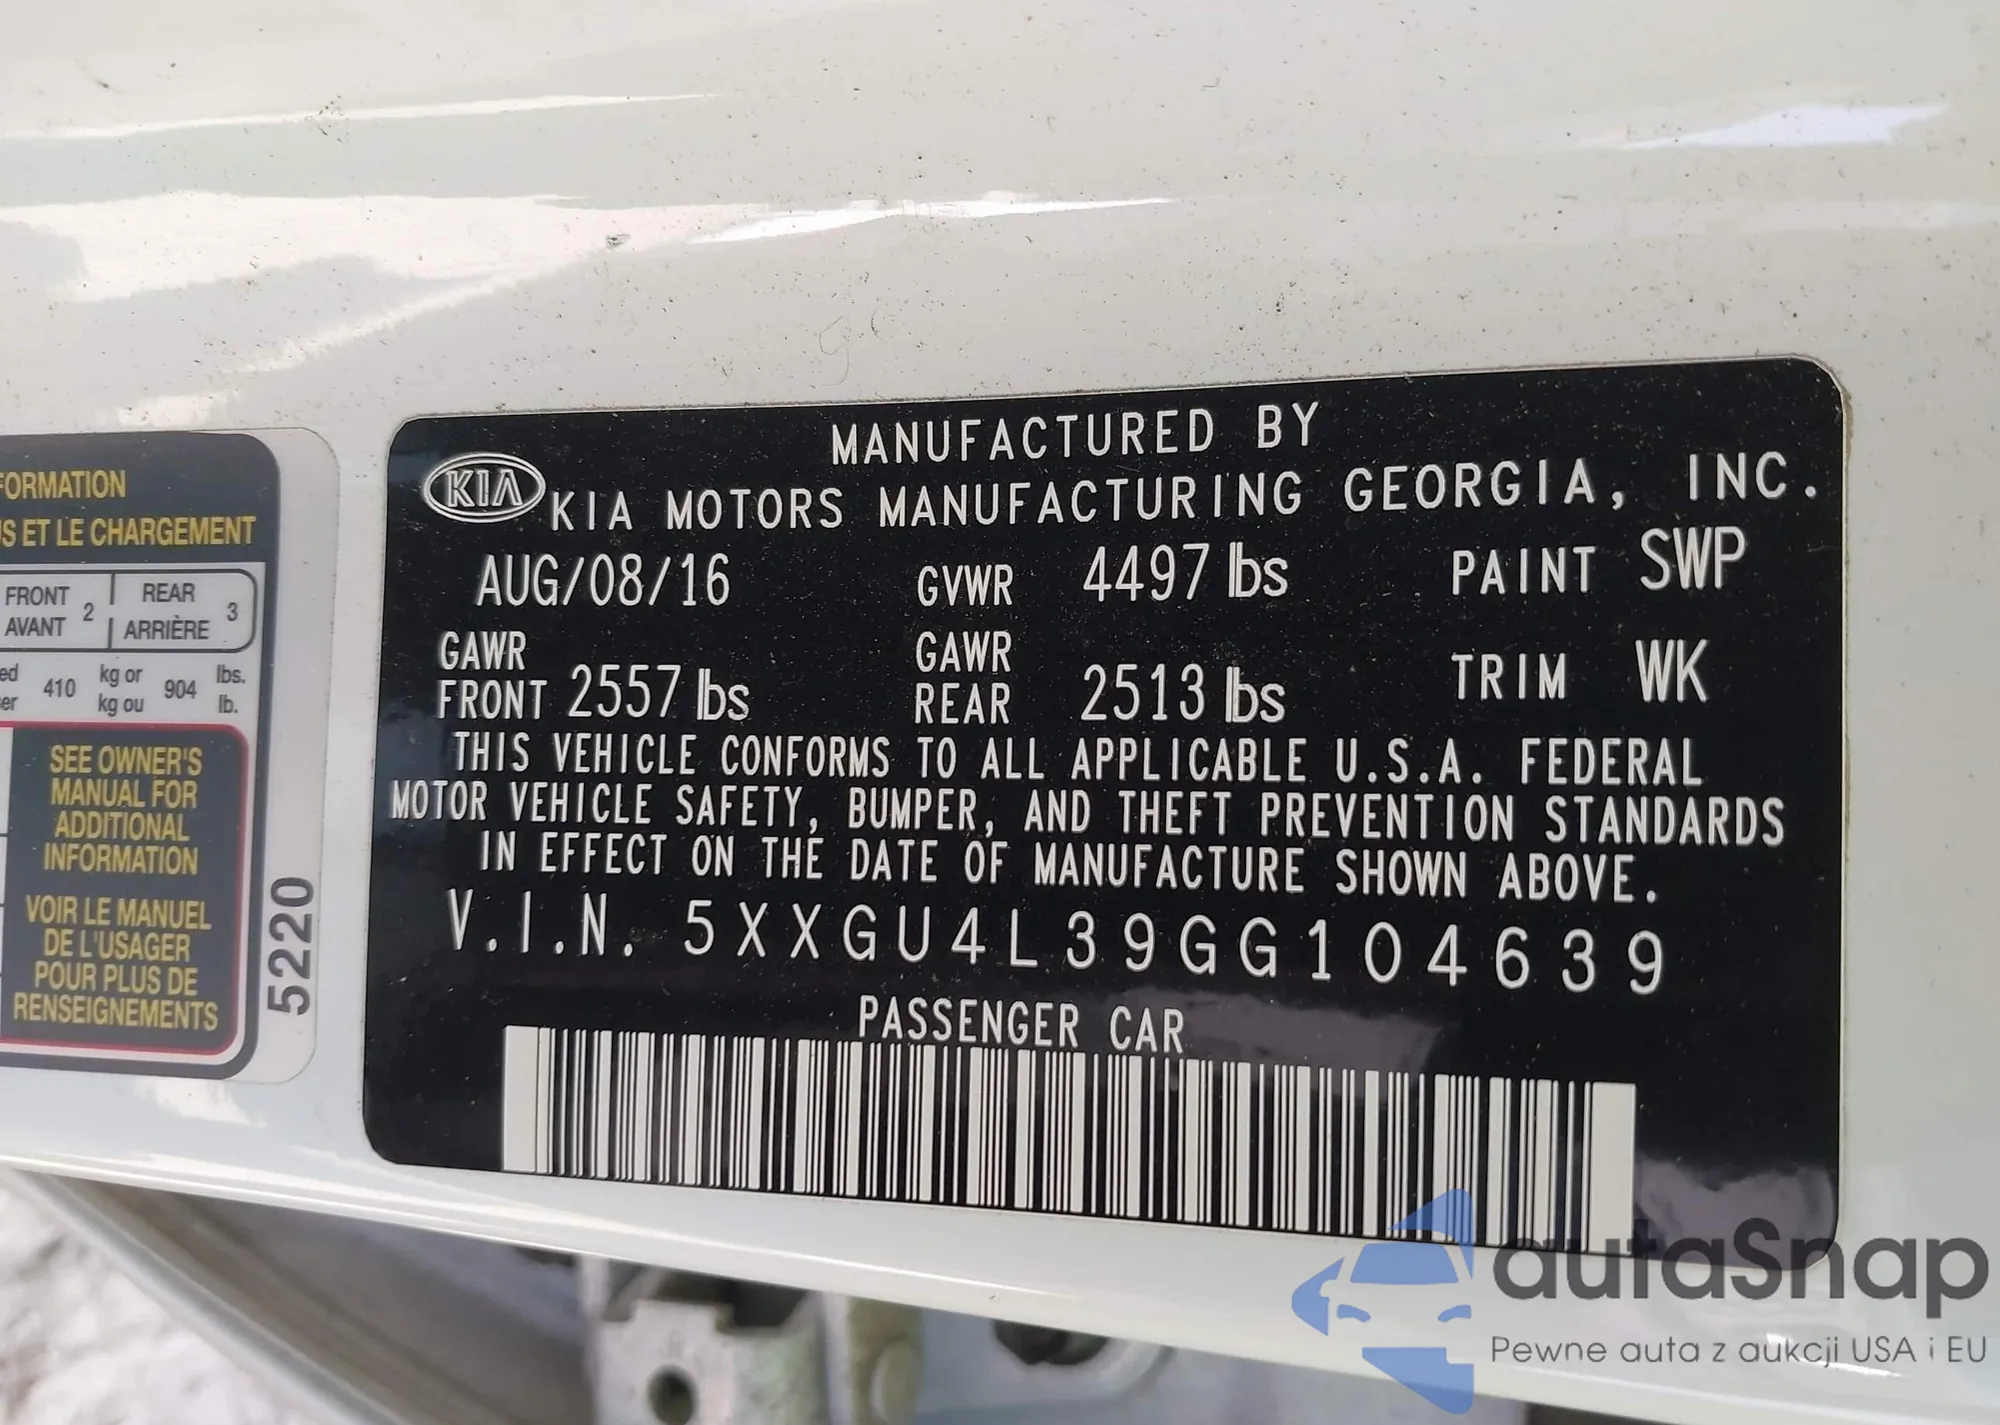 FORMATION
US ET LE CHARGEMENT
FRONT 2 REAR 3
AVANT ARRIÈRE
410 kg or 904 lbs.
kg ou lb.
SEE OWNER'S
MANUAL FOR
ADDITIONAL
INFORMATION
VOIR LE MANUEL
DE L'USAGER
POUR PLUS DE
RENSEIGNEMENTS
5220
MANUFACTURED BY
KIA KIA MOTORS MANUFACTURING GEORGIA, INC.
AUG/08/16 GVWR 4497 lbs PAINT SWP
GAWR GAWR
FRONT 2557 lbs REAR 2513 lbs TRIM WK
THIS VEHICLE CONFORMS TO ALL APPLICABLE U.S.A. FEDERAL
MOTOR VEHICLE SAFETY, BUMPER, AND THEFT PREVENTION STANDARDS
IN EFFECT ON THE DATE OF MANUFACTURE SHOWN ABOVE.
V.I.N. 5XXGU4L39GG104639
PASSENGER CAR
autaSnap
Pewne auta z aukcji USA i EU